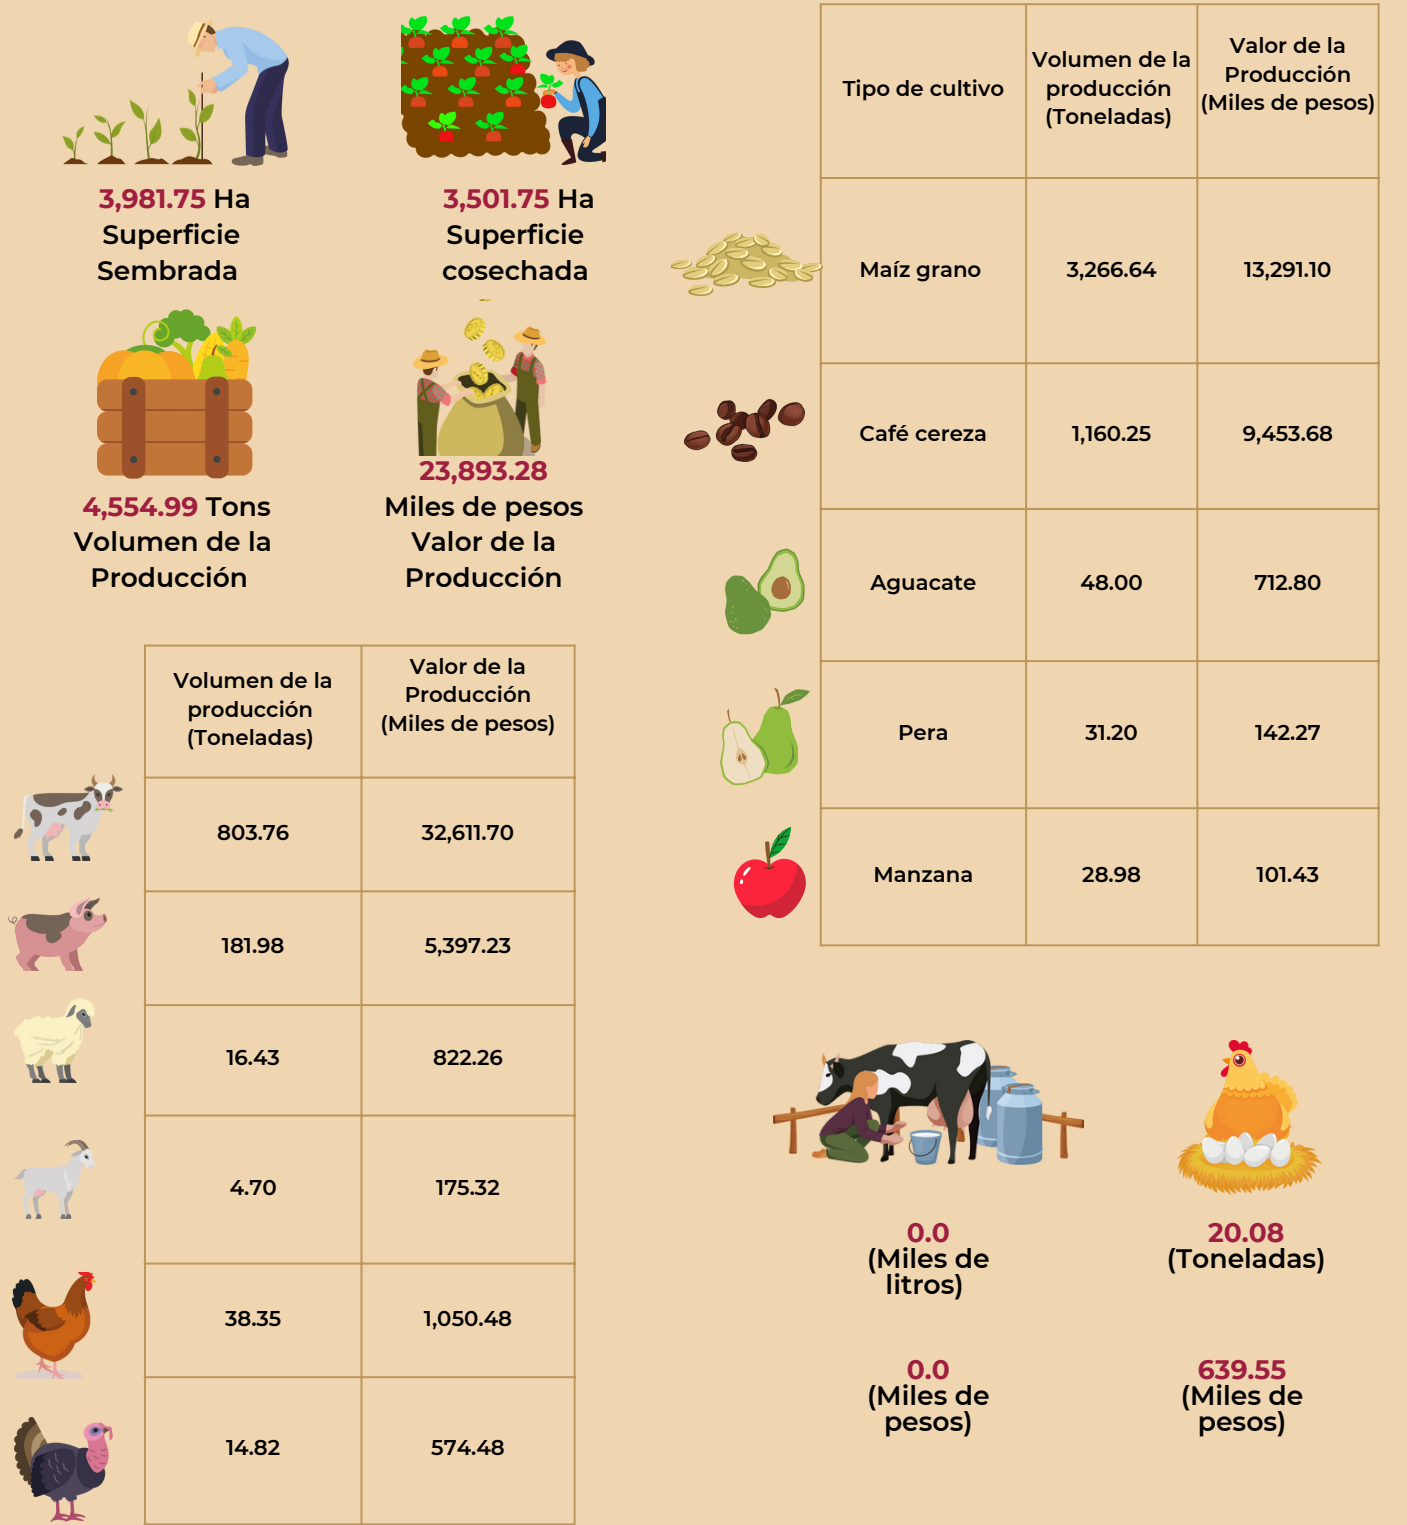 3,981.75 Ha
Superficie
Sembrada
3,501.75 Ha
Superficie
cosechada
4,554.99 Tons
Volumen de la
Producción
23,893.28
Miles de pesos
Valor de la
Producción
Tipo de cultivo
Volumen de la
producción
(Toneladas)
Valor de la
Producción
(Miles de pesos)
Maíz grano 3,266.64 13,291.10
Café cereza 1,160.25 9,453.68
Aguacate 48.00 712.80
Pera 31.20 142.27
Manzana 28.98 101.43
Volumen de la
producción
(Toneladas)
Valor de la
Producción
(Miles de pesos)
803.76 32,611.70
181.98 5,397.23
16.43 822.26
4.70 175.32
38.35 1,050.48
14.82 574.48
0.0
(Miles de
litros)
0.0
(Miles de
pesos)
20.08
(Toneladas)
639.55
(Miles de
pesos)